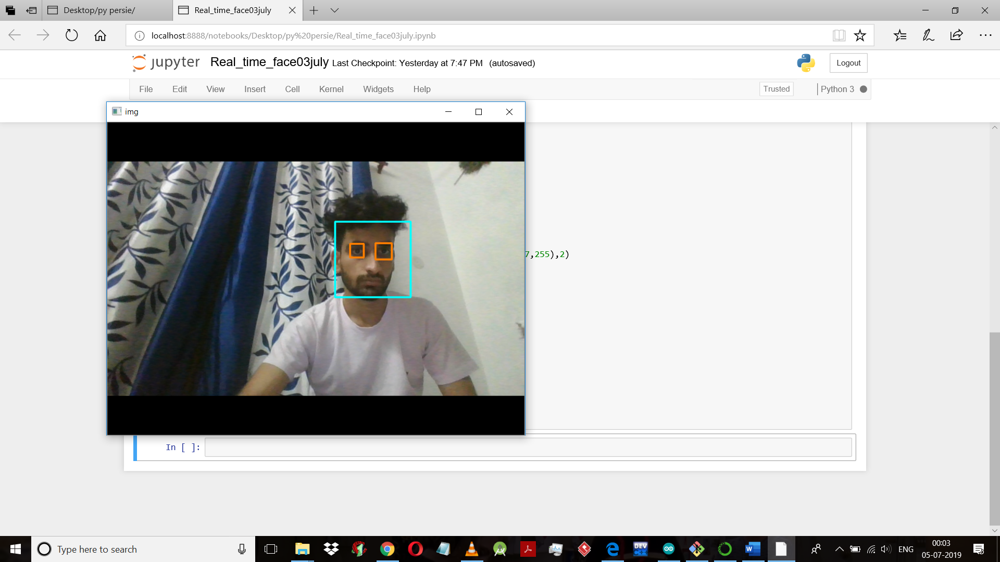 Desktop/py persie/
Real_time_face03july
localhost:8888/notebooks/Desktop/py%20persie/Real_time_face03july.ipynb
jupyter
Real_time_face03july Last Checkpoint: Yesterday at 7:47 PM (autosaved)
Logout
File Edit View Insert Cell Kernel Widgets Help
Trusted
Python 3
img
7,255),2)
In [ ]:
Type here to search
DEV
ENG
00:03
05-07-2019